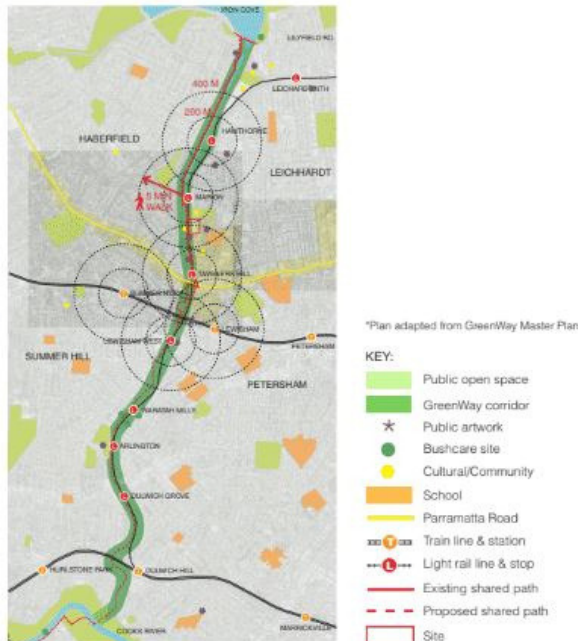 IRON COVE
LILYFIELD RD
400 M
LEICHHARDT NTH
200 M
HAWTHORNE
HABERFIELD
LEICHHARDT
MARION
5 MIN
WALK
TAVERNERS HILL
SUMMER HILL
LEWISHAM
LEWISHAM WEST
PETERSHAM
SUMMER HILL
PETERSHAM
WARATAH MILLS
ARLINGTON
DULWICH GROVE
HURLSTONE PARK
DULWICH HILL
COOKS RIVER
MARRICKVILLE
*Plan adapted from GreenWay Master Plan
KEY:
Public open space
GreenWay corridor
Public artwork
Bushcare site
Cultural/Community
School
Parramatta Road
T Train line & station
L Light rail line & stop
Existing shared path
Proposed shared path
Site